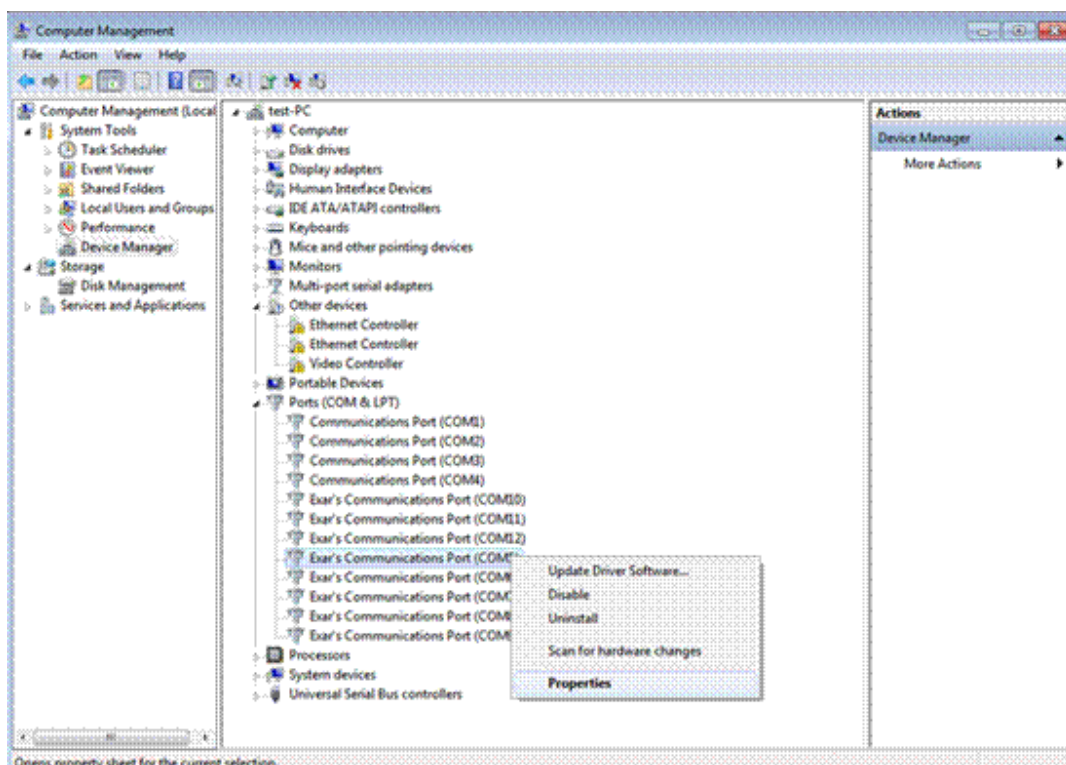 Computer Management
File Action View Help
Computer Management (Local
System Tools
Task Scheduler
Event Viewer
Shared Folders
Local Users and Groups
Performance
Device Manager
Storage
Disk Management
Services and Applications
test-PC
Computer
Disk drives
Display adapters
Human Interface Devices
IDE ATA/ATAPI controllers
Keyboards
Mice and other pointing devices
Monitors
Multi-port serial adapters
Other devices
Ethernet Controller
Ethernet Controller
Video Controller
Portable Devices
Ports (COM & LPT)
Communications Port (COM1)
Communications Port (COM2)
Communications Port (COM3)
Communications Port (COM4)
Exar's Communications Port (COM10)
Exar's Communications Port (COM11)
Exar's Communications Port (COM12)
Exar's Communications Port
Exar's Communications Port
Exar's Communications Port
Exar's Communications Port
Exar's Communications Port
Processors
System devices
Universal Serial Bus controllers
Update Driver Software...
Disable
Uninstall
Scan for hardware changes
Properties
Actions
Device Manager
More Actions
Opens property sheet for the current selection.